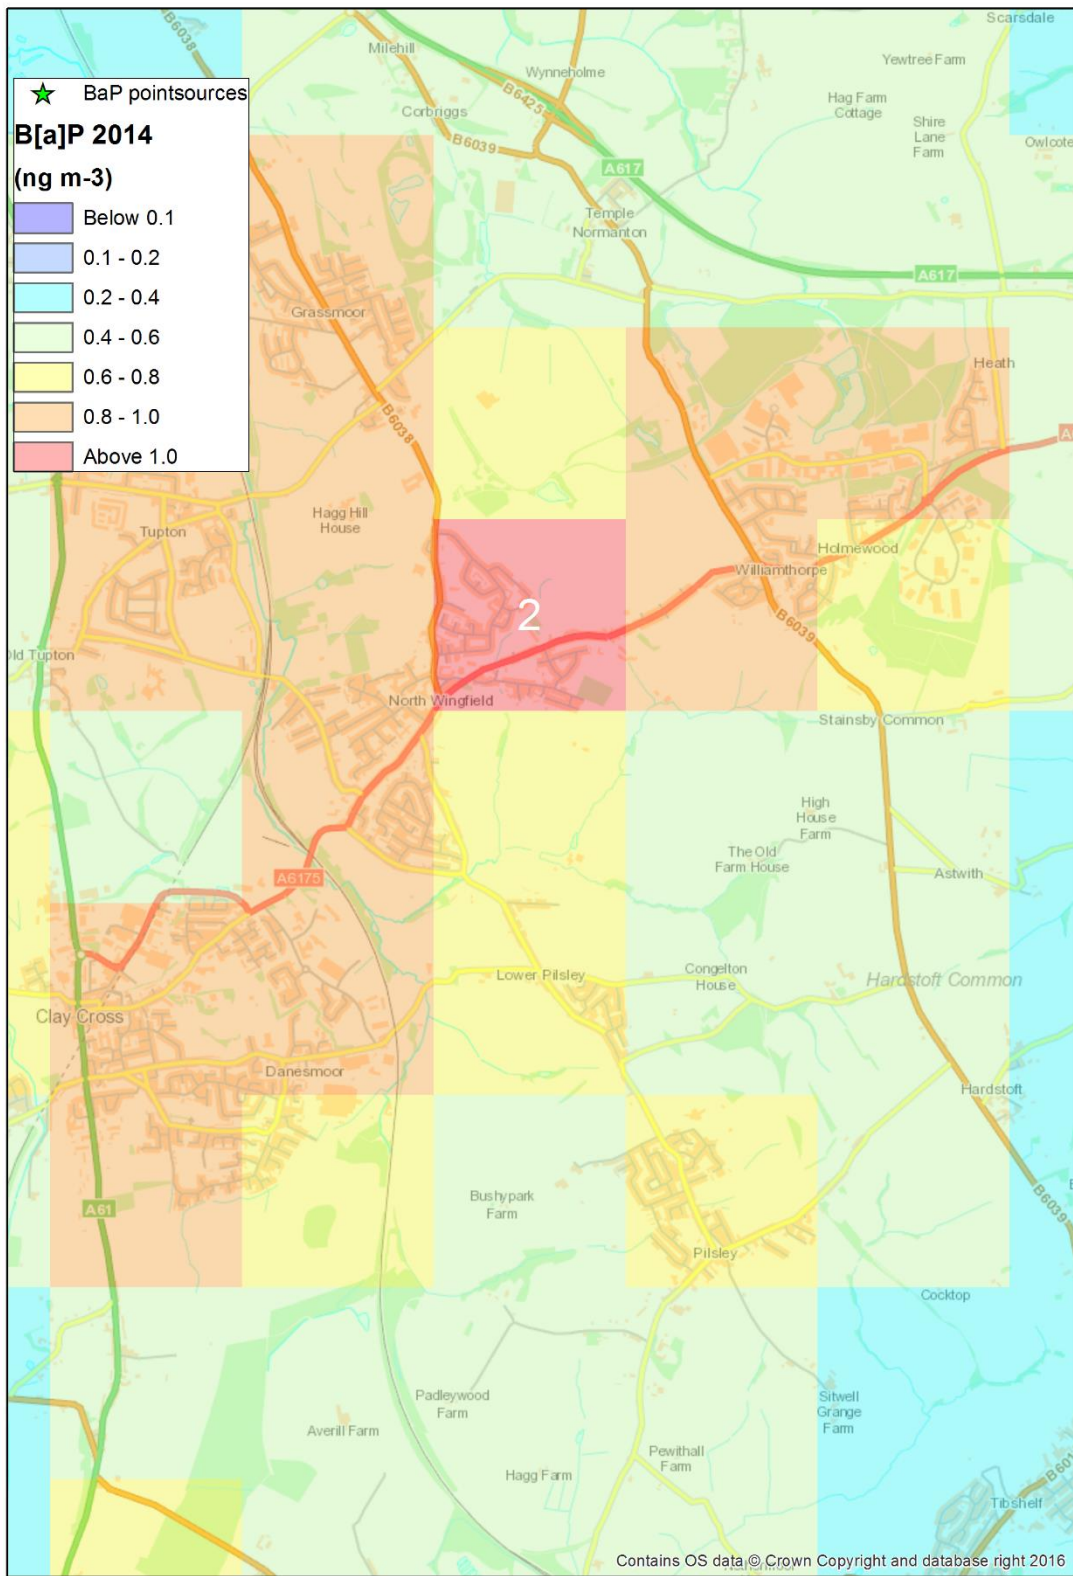 B6038
Scarsdale
Milehill
Yewtree Farm
Wynneholme
B6425
BaP pointsources
B[a]P 2014
(ng m-3)
Below 0.1
0.1 - 0.2
0.2 - 0.4
0.4 - 0.6
0.6 - 0.8
0.8 - 1.0
Above 1.0
Hag Farm
Cottage
Corbriggs
Shire
Lane
Farm
B6039
Owlcote
A617
Temple
Normanton
A617
Grassmoor
Heath
B6038
Hagg Hill
House
Tupton
Holmewood
Williamthorpe
2
B6039
Old Tupton
North Wingfield
Stainsby Common
High
House
Farm
The Old
Farm House
Astwith
A6175
Lower Pilsley
Congelton
House
Hardstoft Common
Clay Cross
Danesmoor
Hardstoft
Bushypark
Farm
B6039
A61
Pilsley
Cocktop
Padleywood
Farm
Sitwell
Grange
Farm
Averill Farm
Pewithall
Farm
Hagg Farm
Tibshelf
Contains OS data © Crown Copyright and database right 2016